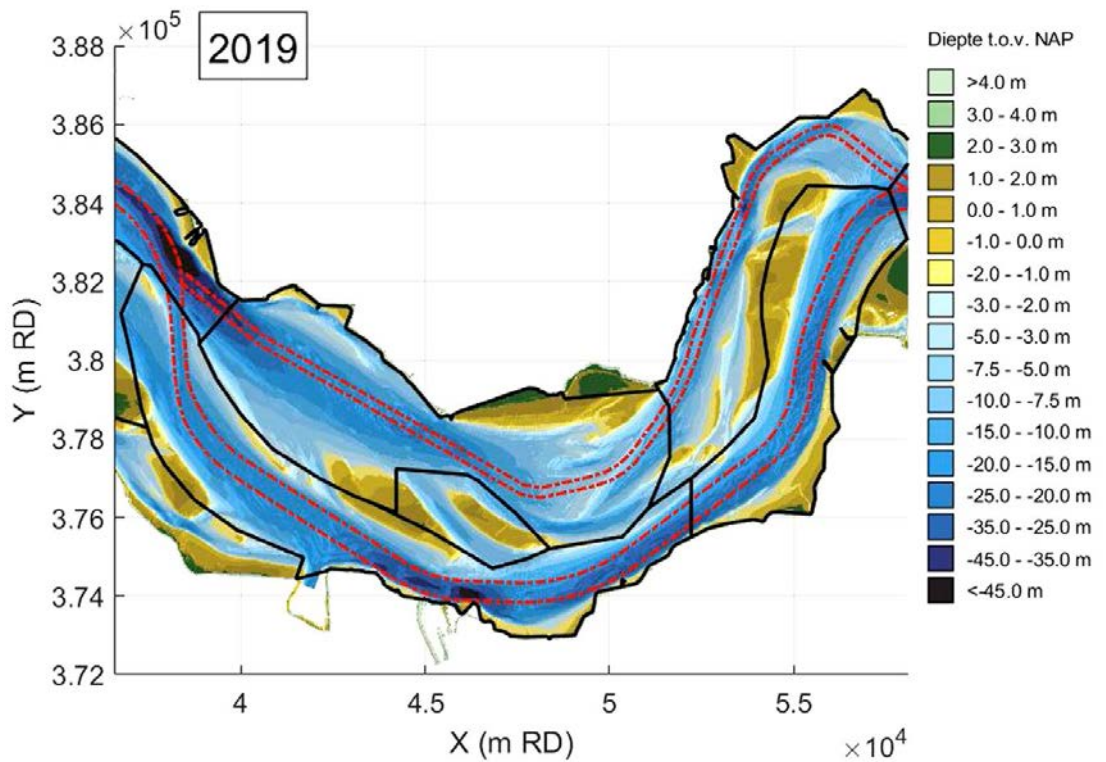 ×10⁵
2019
3.88
3.86
3.84
3.82
3.8
3.78
3.76
3.74
3.72
Y (m RD)
4
4.5
5
5.5
X (m RD)
×10⁴
Diepte t.o.v. NAP
>4.0 m
3.0 - 4.0 m
2.0 - 3.0 m
1.0 - 2.0 m
0.0 - 1.0 m
-1.0 - 0.0 m
-2.0 - -1.0 m
-3.0 - -2.0 m
-5.0 - -3.0 m
-7.5 - -5.0 m
-10.0 - -7.5 m
-15.0 - -10.0 m
-20.0 - -15.0 m
-25.0 - -20.0 m
-35.0 - -25.0 m
-45.0 - -35.0 m
<-45.0 m